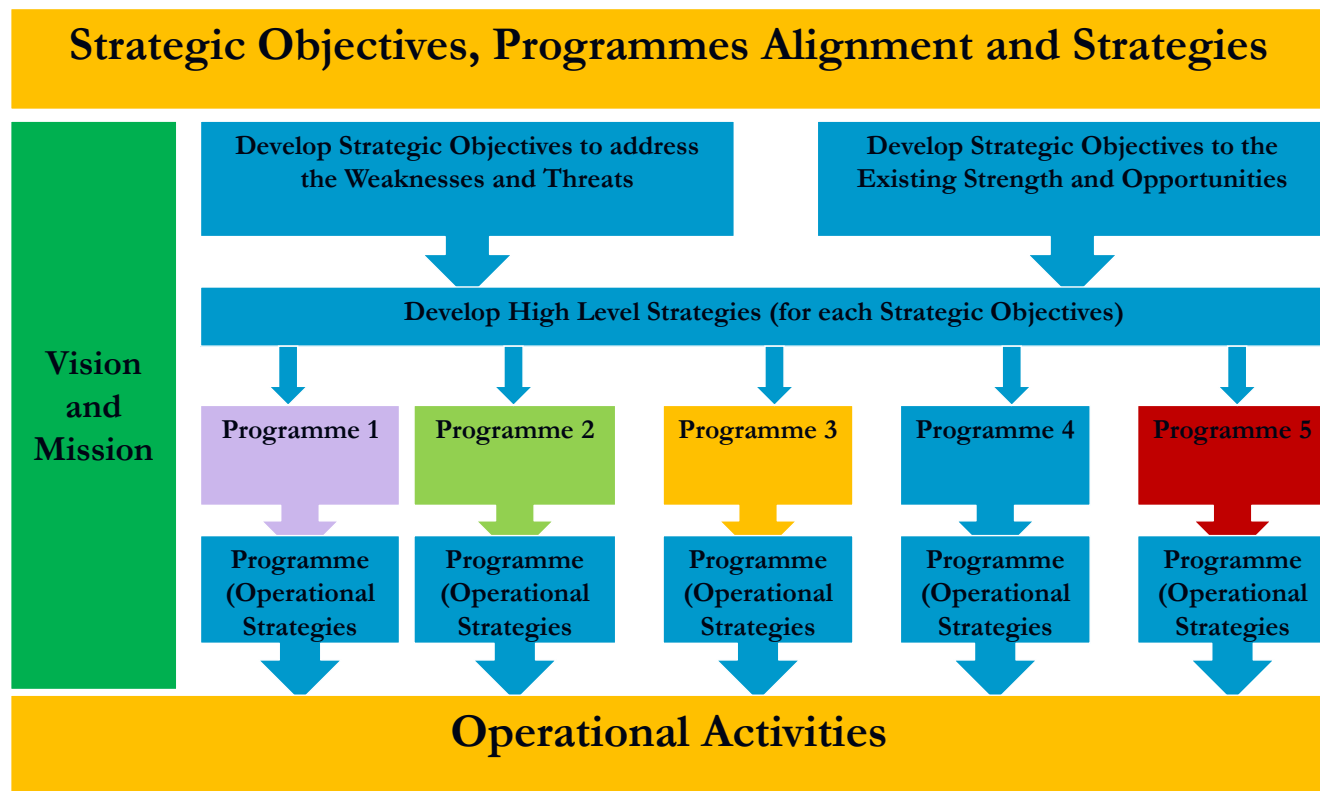 Strategic Objectives, Programmes Alignment and Strategies
Vision
and
Mission
Develop Strategic Objectives to address
the Weaknesses and Threats
Develop Strategic Objectives to the
Existing Strength and Opportunities
Develop High Level Strategies (for each Strategic Objectives)
Programme 1
Programme 2
Programme 3
Programme 4
Programme 5
Programme
(Operational
Strategies
Programme
(Operational
Strategies
Programme
(Operational
Strategies
Programme
(Operational
Strategies
Programme
(Operational
Strategies
Operational Activities